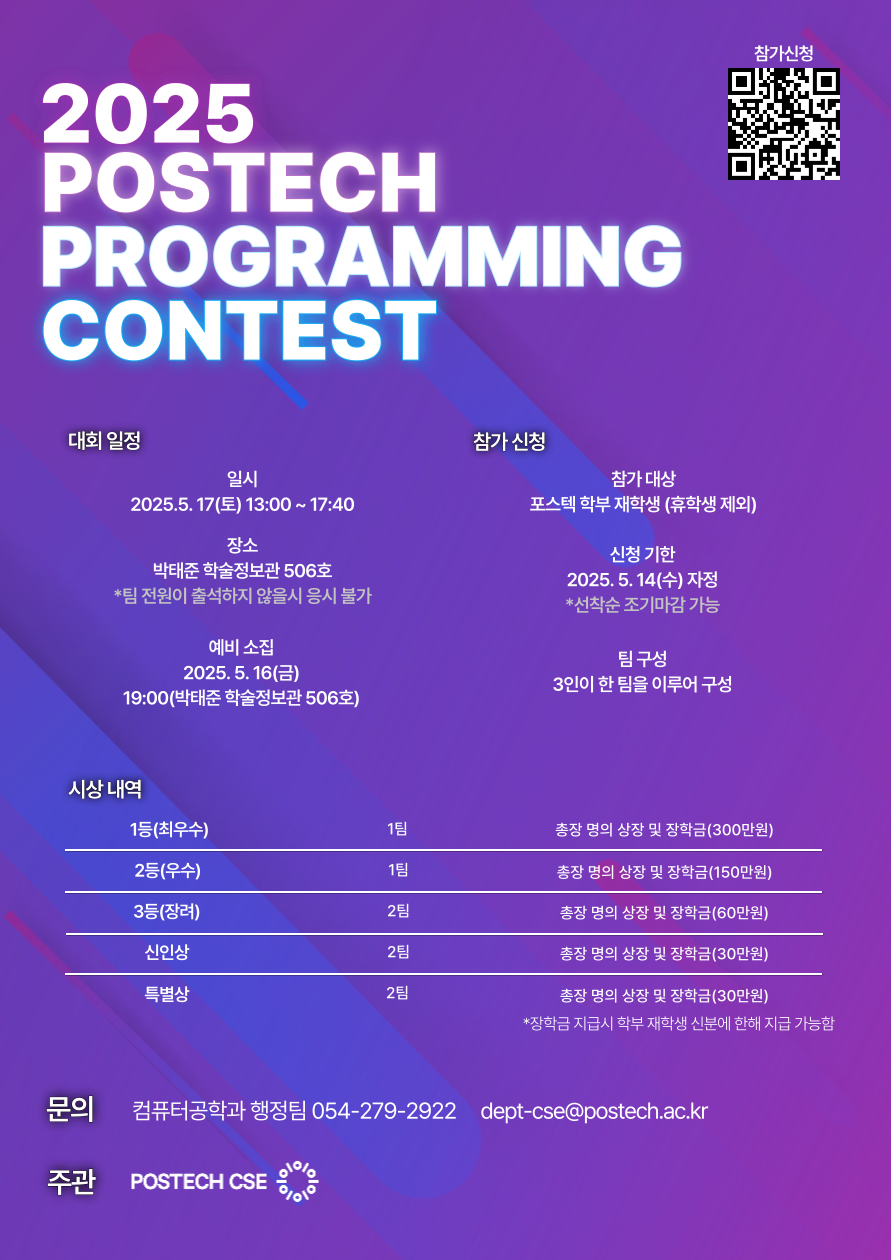 참가신청
2025
POSTECH
PROGRAMMING
CONTEST
대회 일정
일시
2025.5. 17(토) 13:00 ~ 17:40
장소
박태준 학술정보관 506호
*팀 전원이 출석하지 않을시 응시 불가
예비 소집
2025. 5. 16(금)
19:00(박태준 학술정보관 506호)
참가 신청
참가 대상
포스텍 학부 재학생 (휴학생 제외)
신청 기한
2025. 5. 14(수) 자정
*선착순 조기마감 가능
팀 구성
3인이 한 팀을 이루어 구성
시상 내역
1등(최우수) 1팀 총장 명의 상장 및 장학금(300만원)
2등(우수) 1팀 총장 명의 상장 및 장학금(150만원)
3등(장려) 2팀 총장 명의 상장 및 장학금(60만원)
신인상 2팀 총장 명의 상장 및 장학금(30만원)
특별상 2팀 총장 명의 상장 및 장학금(30만원)
*장학금 지급시 학부 재학생 신분에 한해 지급 가능함
문의 컴퓨터공학과 행정팀 054-279-2922 dept-cse@postech.ac.kr
주관 POSTECH CSE